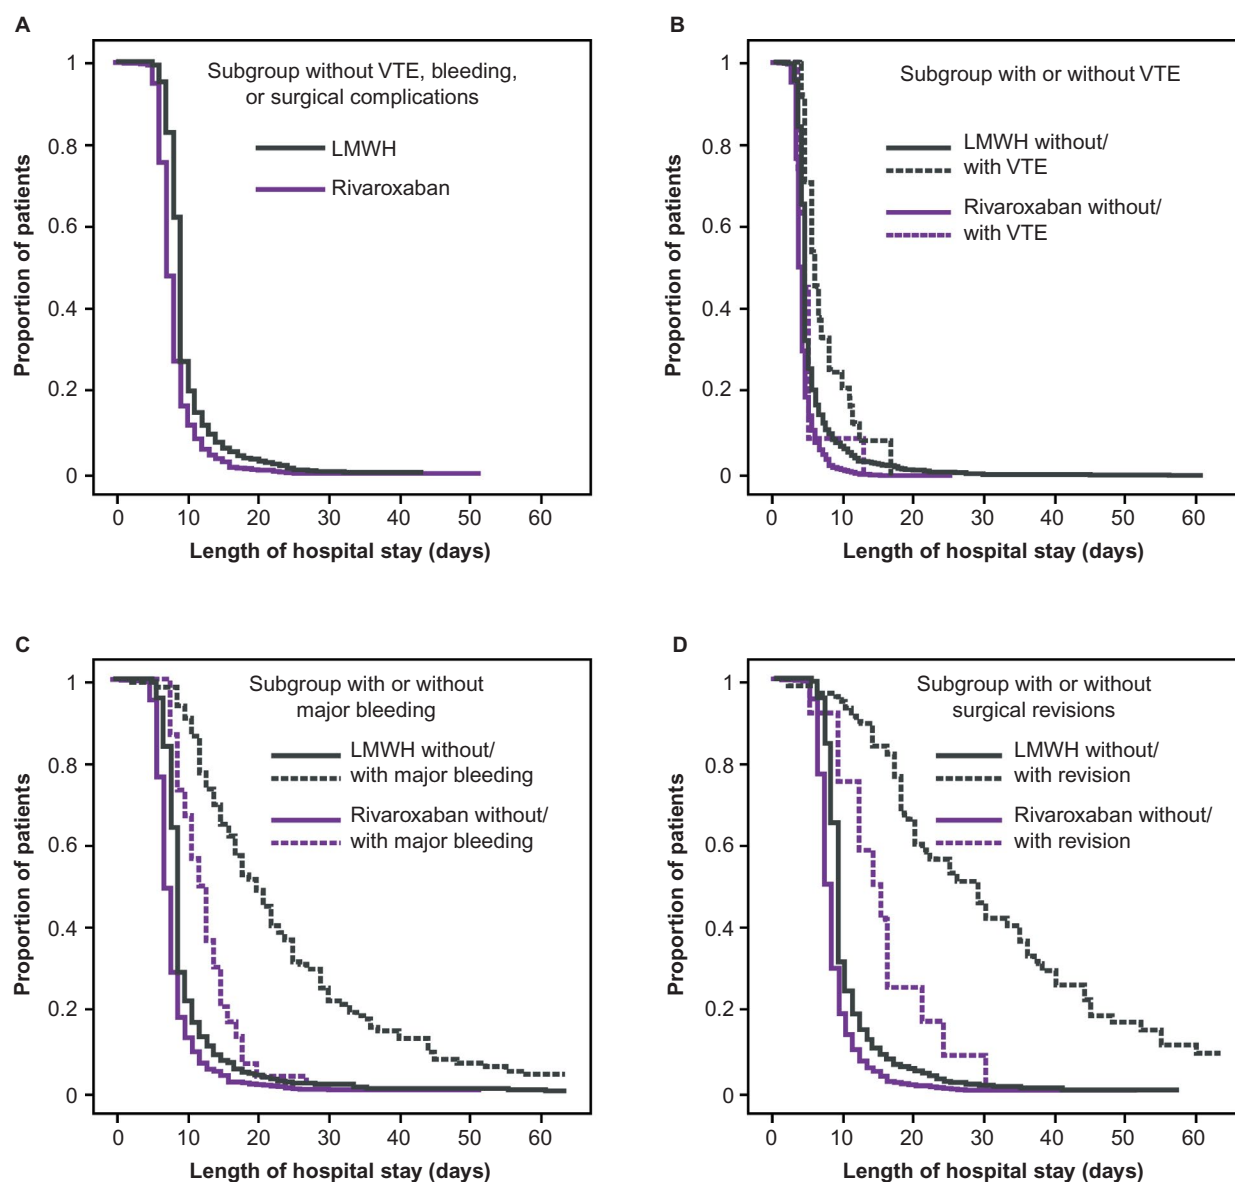 A
Subgroup without VTE, bleeding,
or surgical complications
LMWH
Rivaroxaban
Proportion of patients
1
0.8
0.6
0.4
0.2
0
0 10 20 30 40 50 60
Length of hospital stay (days)
B
Subgroup with or without VTE
LMWH without/
with VTE
Rivaroxaban without/
with VTE
Proportion of patients
1
0.8
0.6
0.4
0.2
0
0 10 20 30 40 50 60
Length of hospital stay (days)
C
Subgroup with or without
major bleeding
LMWH without/
with major bleeding
Rivaroxaban without/
with major bleeding
Proportion of patients
1
0.8
0.6
0.4
0.2
0
0 10 20 30 40 50 60
Length of hospital stay (days)
D
Subgroup with or without
surgical revisions
LMWH without/
with revision
Rivaroxaban without/
with revision
Proportion of patients
1
0.8
0.6
0.4
0.2
0
0 10 20 30 40 50 60
Length of hospital stay (days)